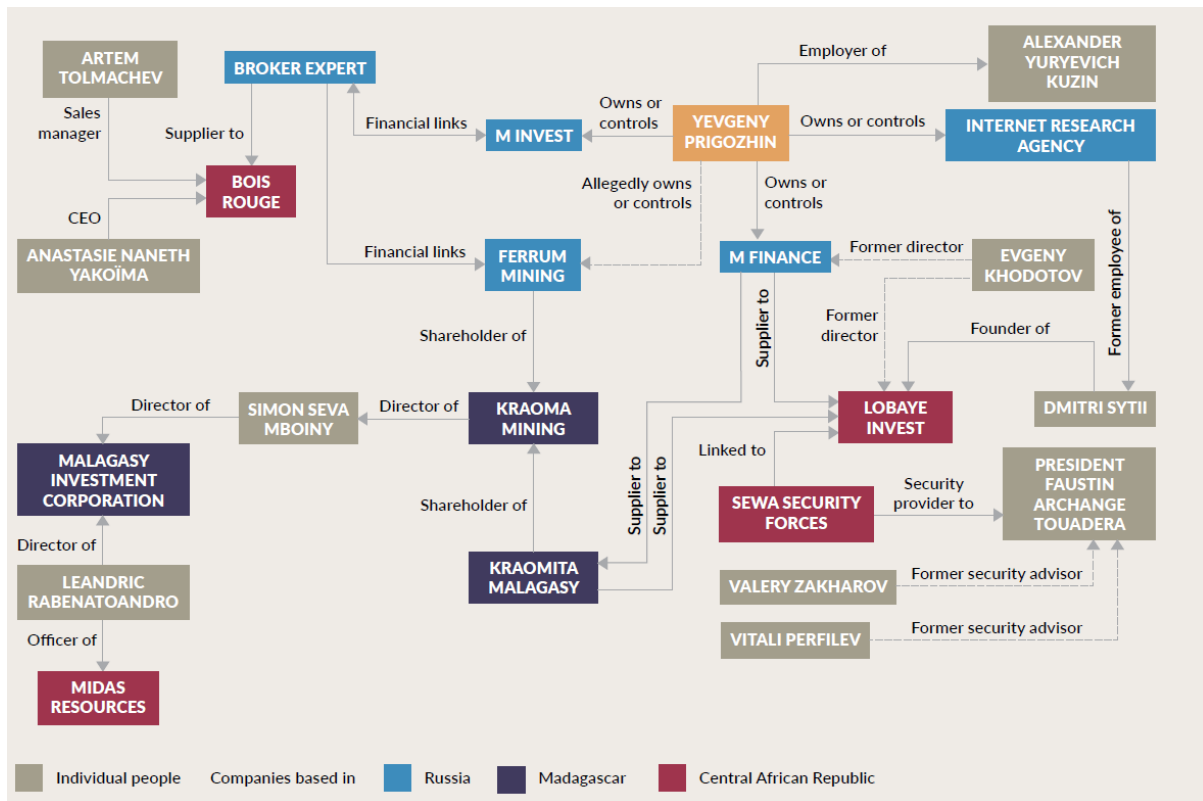 ARTEM
TOLMACHEV
BROKER EXPERT
Employer of
ALEXANDER
YURYEVICH
KUZIN
Sales
manager
Supplier to
Financial links
M INVEST
Owns or
controls
YEVGENY
PRIGOZHIN
Owns or controls
INTERNET RESEARCH
AGENCY
BOIS
ROUGE
Allegedly owns
or controls
Owns or
controls
CEO
ANASTASIE NANETH
YAKOÏMA
Financial links
FERRUM
MINING
M FINANCE
Former director
EVGENY
KHODOTOV
Former employee of
Supplier to
Former
director
Founder of
Shareholder of
Director of
SIMON SEVA
MBOINY
Director of
KRAOMA
MINING
LOBAYE
INVEST
DMITRI SYTII
MALAGASY
INVESTMENT
CORPORATION
Linked to
Supplier to
Supplier to
Shareholder of
SEWA SECURITY
FORCES
Security
provider to
PRESIDENT
FAUSTIN
ARCHANGE
TOUADERA
Director of
LEANDRIC
RABENATOANDRO
KRAOMITA
MALAGASY
VALERY ZAKHAROV
Former security advisor
Officer of
VITALI PERFILEV
Former security advisor
MIDAS
RESOURCES
Individual people
Companies based in
Russia
Madagascar
Central African Republic